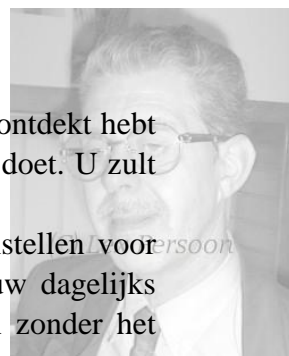 ontdekt hebt
doet. U zult
stellen voor
Persoon
uw dagelijks
zonder het